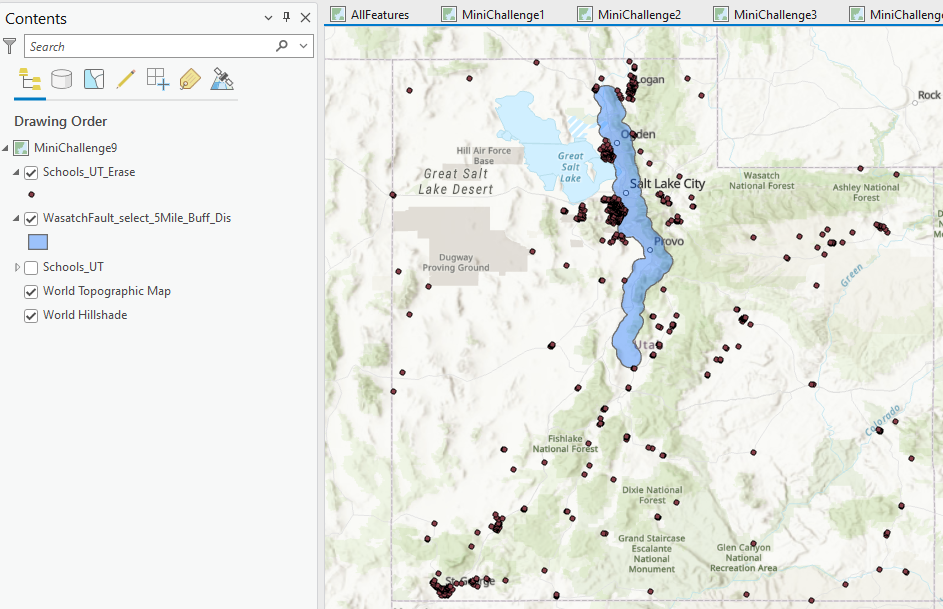 Contents
Search
Drawing Order
MiniChallenge9
Schools_UT_Erase
WasatchFault_select_5Mile_Buff_Dis
Schools_UT
World Topographic Map
World Hillshade
AllFeatures
MiniChallenge1
MiniChallenge2
MiniChallenge3
MiniChalleng
Logan
Rock
Ogden
Hill Air Force
Base
Great
Salt
Lake
Great Salt
Lake Desert
Salt Lake City
Wasatch
National Forest
Ashley National
Forest
Provo
Dugway
Proving Ground
Green
Utah
Colorado
Fishlake
National Forest
Dixie National
Forest
Grand Staircase
Escalante
National
Monument
Glen Canyon
National
Recreation Area
St George